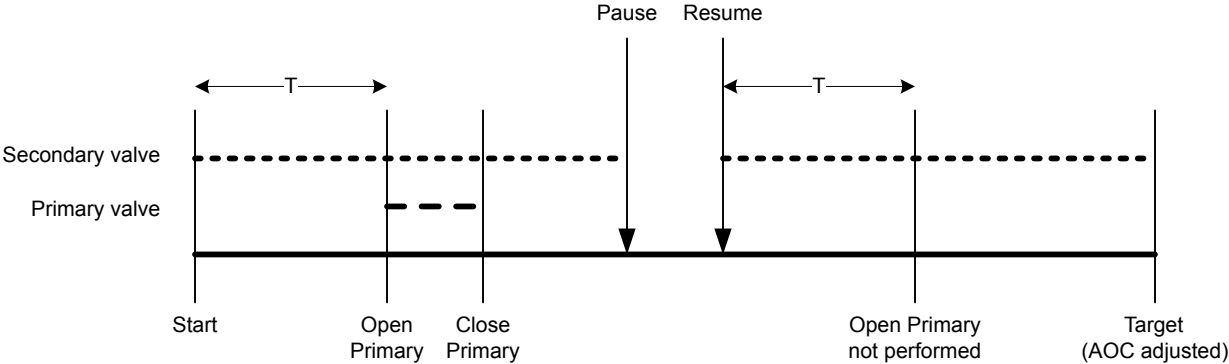 Pause
Resume
T
T
Secondary valve
Primary valve
Start
Open
Primary
Close
Primary
Open Primary
not performed
Target
(AOC adjusted)